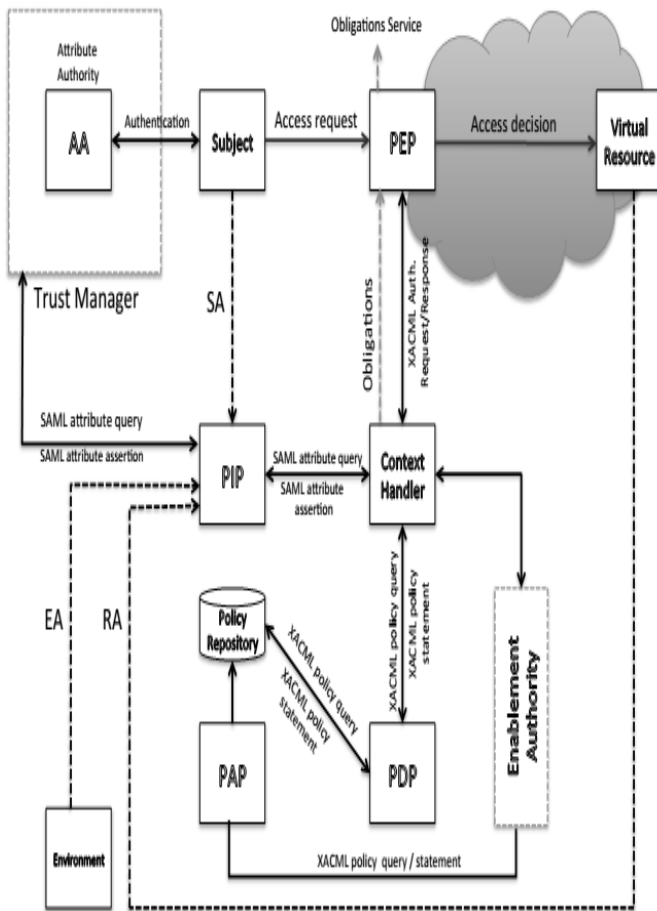 Obligations Service
Attribute
Authority
AA
Authentication
Subject
Access request
PEP
Access decision
Virtual
Resource
Trust Manager
SA
Obligations
XACML Auth.
Request/Response
SAML attribute query
SAML attribute assertion
PIP
SAML attribute query
SAML attribute
assertion
Context
Handler
EA
RA
Policy
Repository
XACML policy query
XACML policy
statement
XACML policy query
XACML policy
statement
Enablement
Authority
PAP
PDP
Environment
XACML policy query / statement